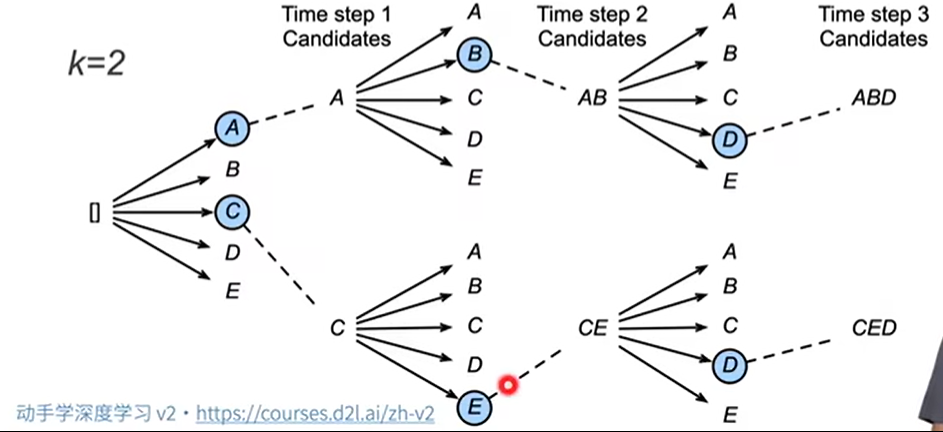 k=2
Time step 1
Candidates
Time step 2
Candidates
Time step 3
Candidates
[]
A
B
C
D
E
A
A
B
C
D
E
AB
A
B
C
D
E
ABD
C
A
B
C
D
E
CE
A
B
C
D
E
CED
动手学深度学习 v2・https://courses.d2l.ai/zh-v2